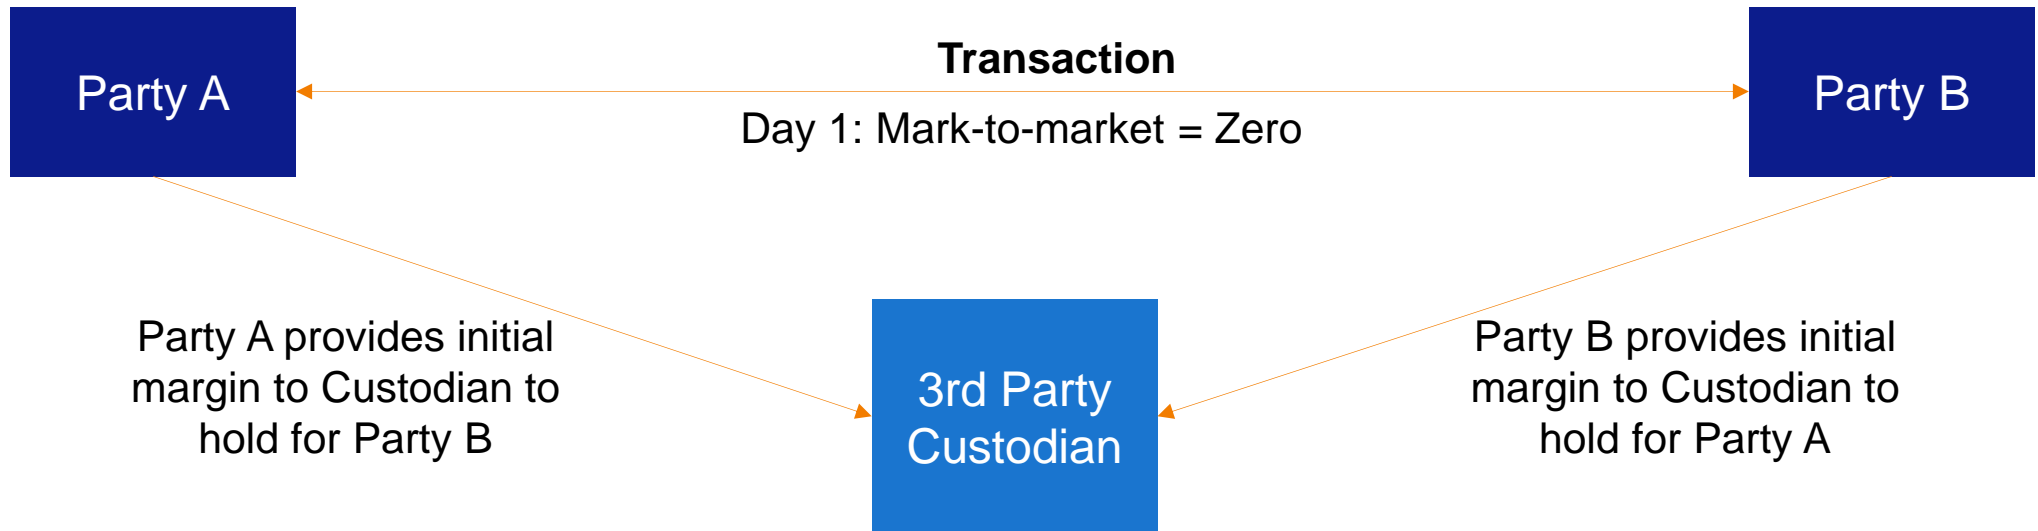 Party A
Transaction
Day 1: Mark-to-market = Zero
Party B
Party A provides initial
margin to Custodian to
hold for Party B
3rd Party
Custodian
Party B provides initial
margin to Custodian to
hold for Party A